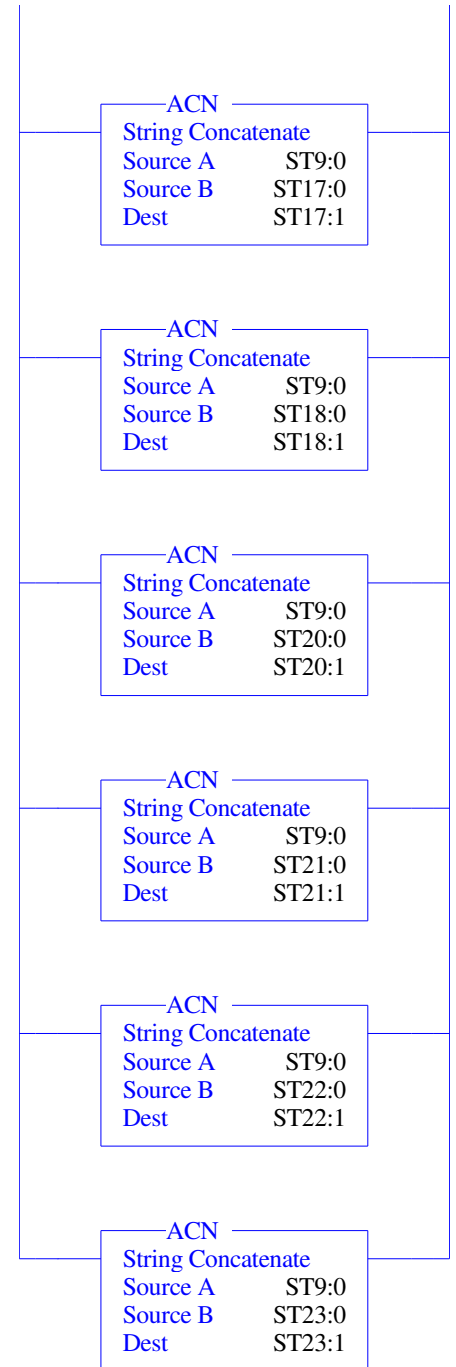 ACN
String Concatenate
Source A ST9:0
Source B ST17:0
Dest ST17:1
ACN
String Concatenate
Source A ST9:0
Source B ST18:0
Dest ST18:1
ACN
String Concatenate
Source A ST9:0
Source B ST20:0
Dest ST20:1
ACN
String Concatenate
Source A ST9:0
Source B ST21:0
Dest ST21:1
ACN
String Concatenate
Source A ST9:0
Source B ST22:0
Dest ST22:1
ACN
String Concatenate
Source A ST9:0
Source B ST23:0
Dest ST23:1